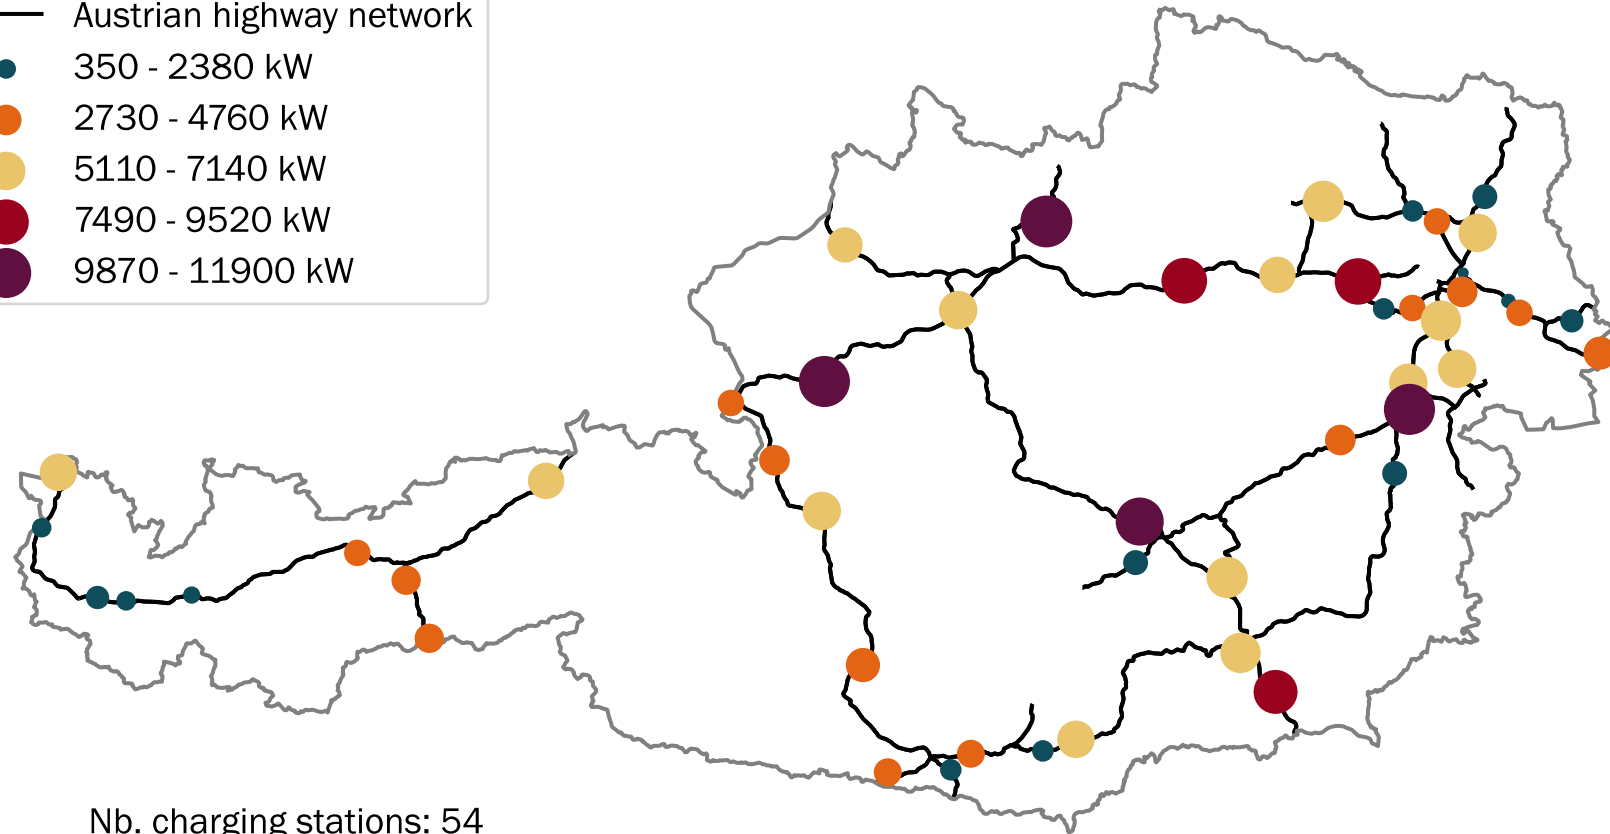 Austrian highway network
350 - 2380 kW
2730 - 4760 kW
5110 - 7140 kW
7490 - 9520 kW
9870 - 11900 kW
Nb. charging stations: 54